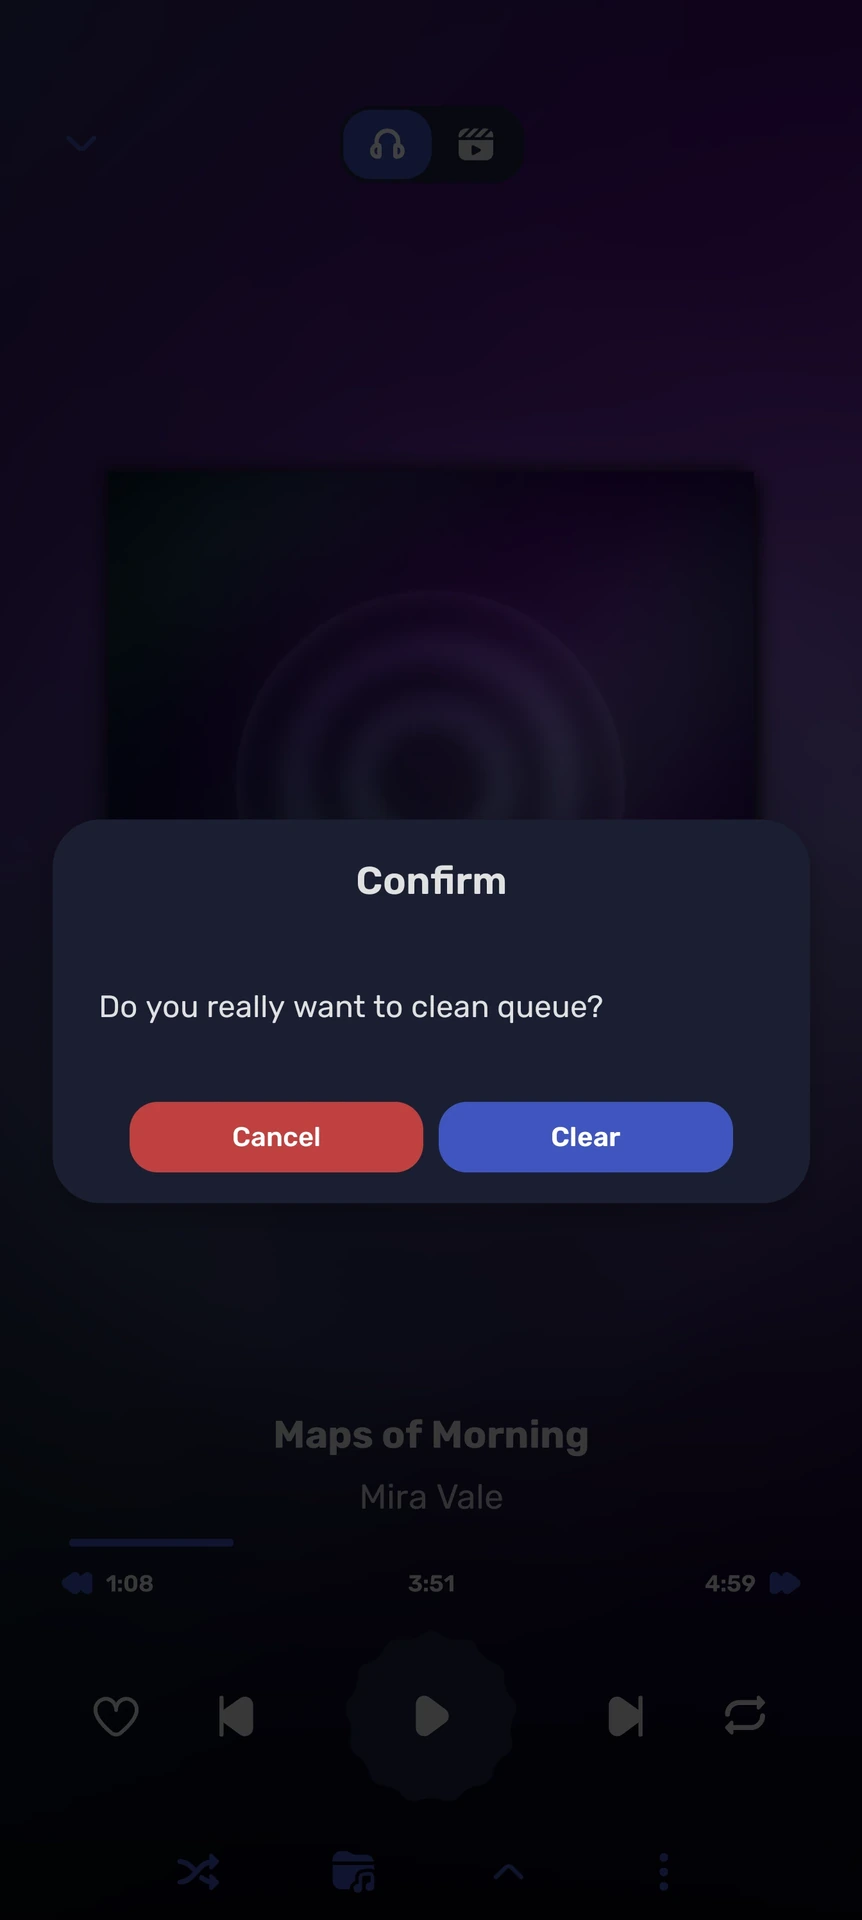 Confirm
Do you really want to clean queue?
Cancel Clear
Maps of Morning
Mira Vale
1:08 3:51 4:59